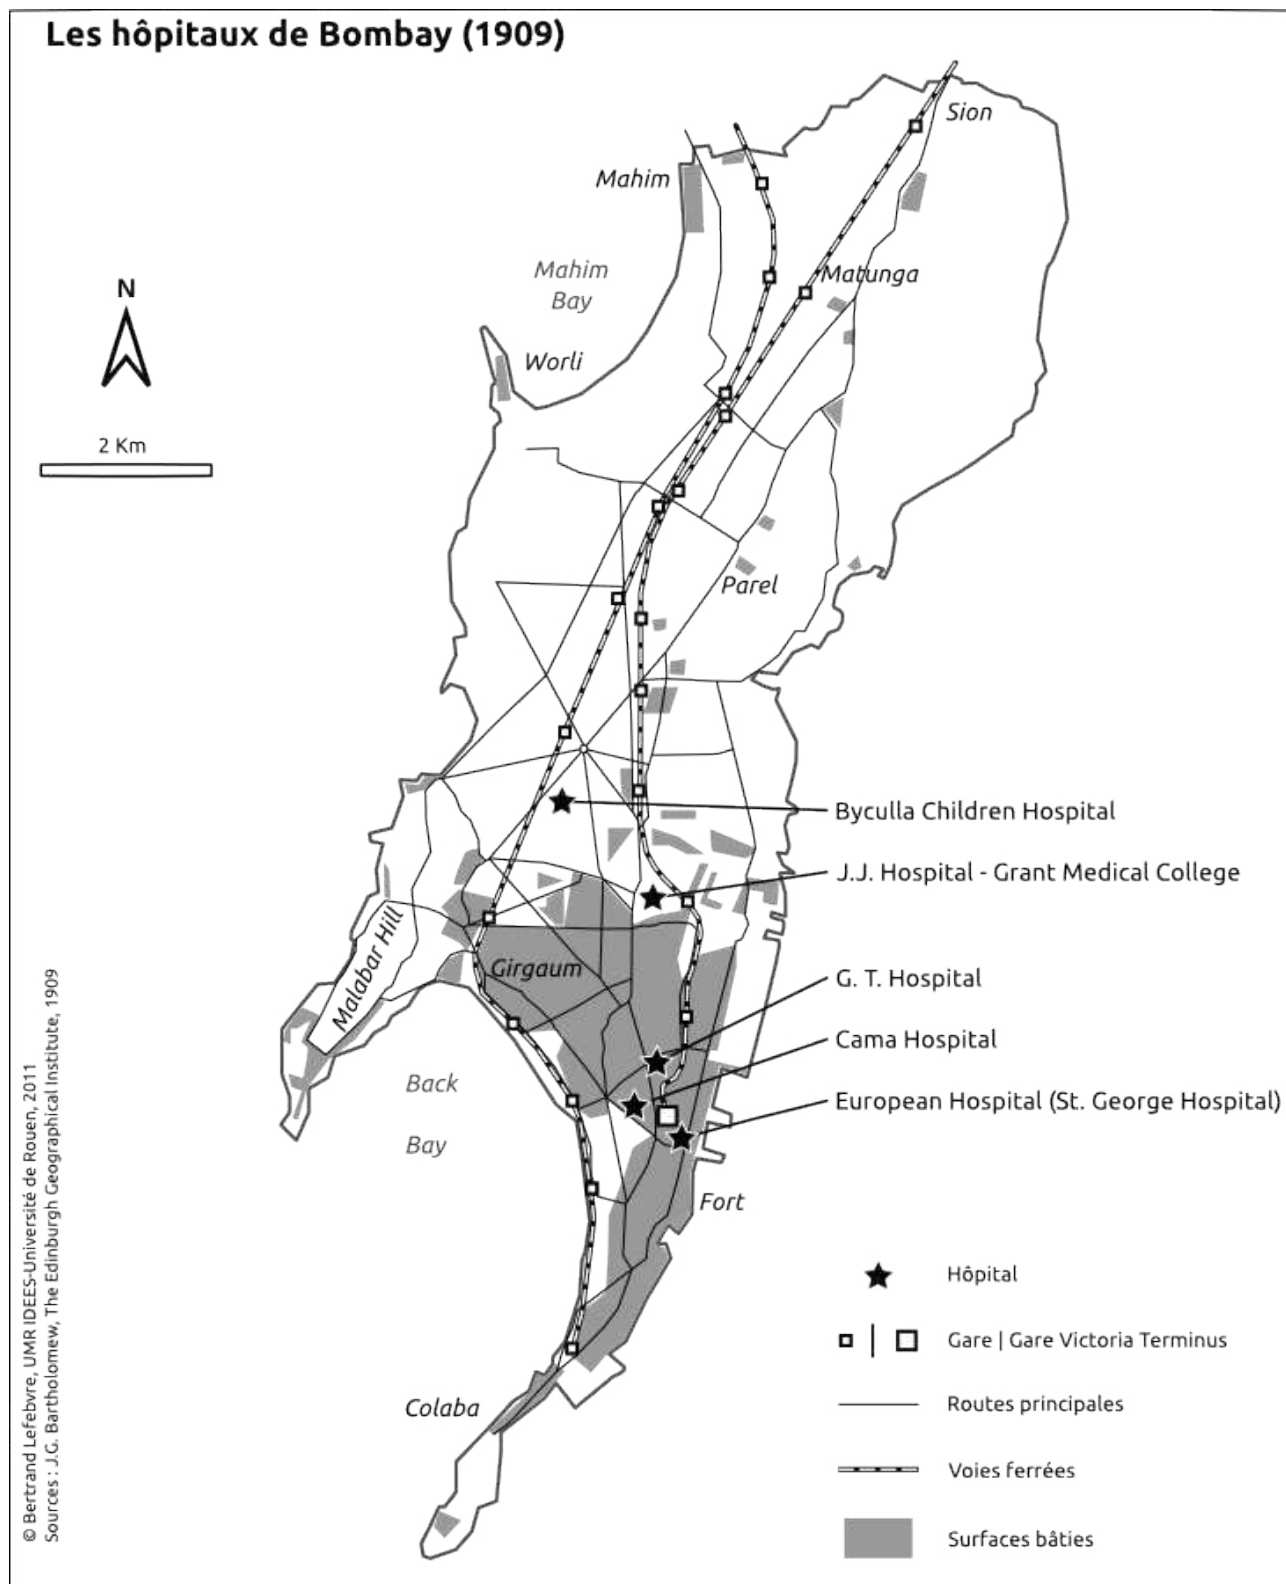 Les hôpitaux de Bombay (1909)
Sion
Mahim
Mahim
Bay
Matunga
N
Worli
2 Km
Parel
Byculla Children Hospital
J.J. Hospital - Grant Medical College
Malabar Hill
Girgaum
G. T. Hospital
Cama Hospital
Back
Bay
European Hospital (St. George Hospital)
Fort
Colaba
Hôpital
Gare | Gare Victoria Terminus
Routes principales
Voies ferrées
Surfaces bâties
© Bertrand Lefebvre, UMR IDEES-Université de Rouen, 2011
Sources : J.G. Bartholomew, The Edinburgh Geographical Institute, 1909